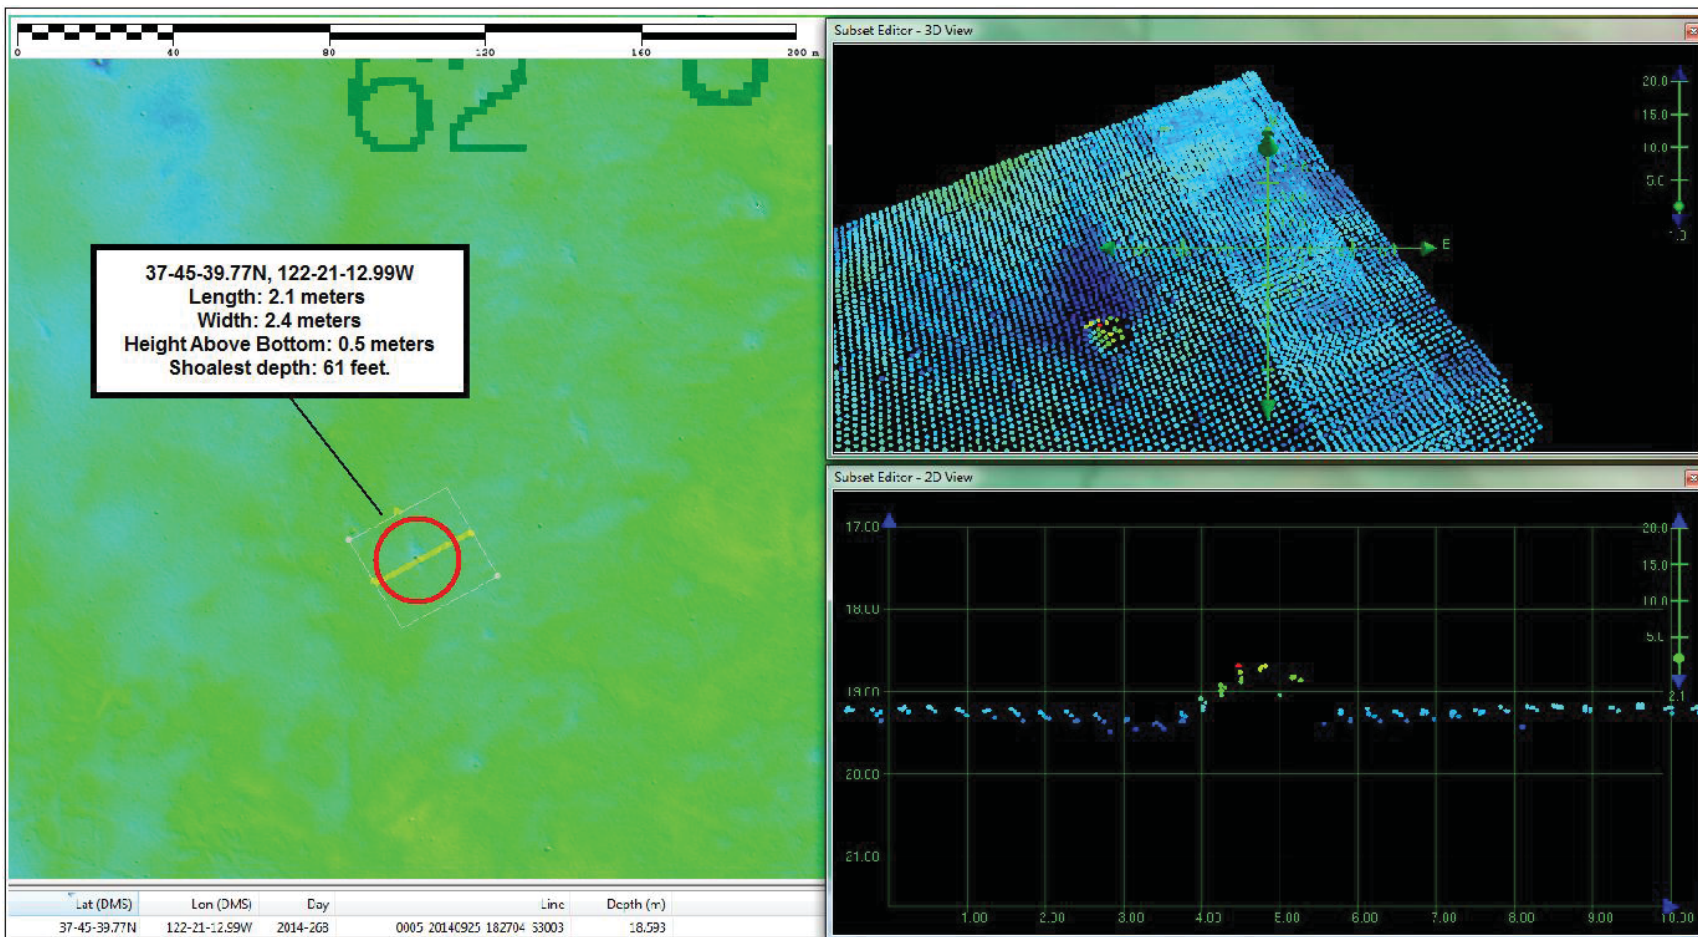 0 40 80 120 160 200 m
62 0
37-45-39.77N, 122-21-12.99W
Length: 2.1 meters
Width: 2.4 meters
Height Above Bottom: 0.5 meters
Shoalest depth: 61 feet.
Lat (DMS) Lon (DMS) Day Line Depth (m)
37-45-39.77N 122-21-12.99W 2014-268 0005 20140925 182704 S3003 18.593
Subset Editor - 3D View
20.0
15.0
10.0
5.0
E
Subset Editor - 2D View
17.00
18.00
19.00
20.00
21.00
1.00 2.00 3.00 4.00 5.00 6.00 7.00 8.00 9.00 10.00
20.0
15.0
10.0
5.0
2.1